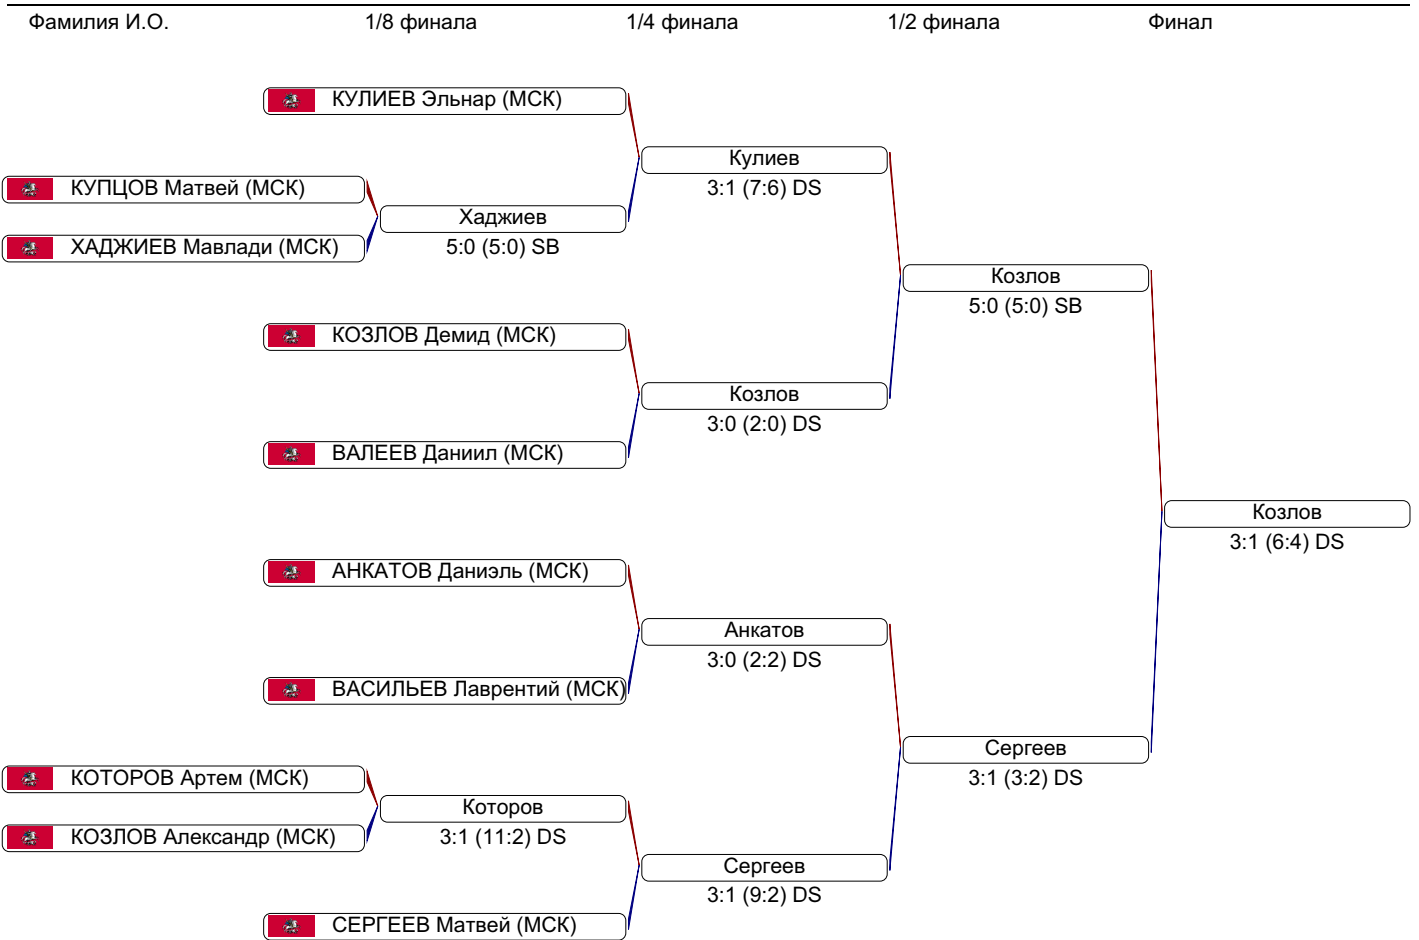 Фамилия И.О. 1/8 финала 1/4 финала 1/2 финала Финал
КУЛИЕВ Эльнар (МСК)
Кулиев
3:1 (7:6) DS
КУПЦОВ Матвей (МСК)
Хаджиев
5:0 (5:0) SB
ХАДЖИЕВ Мавлади (МСК)
Козлов
5:0 (5:0) SB
КОЗЛОВ Демид (МСК)
Козлов
3:0 (2:0) DS
ВАЛЕЕВ Даниил (МСК)
Козлов
3:1 (6:4) DS
АНКАТОВ Даниэль (МСК)
Анкатов
3:0 (2:2) DS
ВАСИЛЬЕВ Лаврентий (МСК)
Сергеев
3:1 (3:2) DS
КОТОРОВ Артем (МСК)
Которов
3:1 (11:2) DS
КОЗЛОВ Александр (МСК)
Сергеев
3:1 (9:2) DS
СЕРГЕЕВ Матвей (МСК)